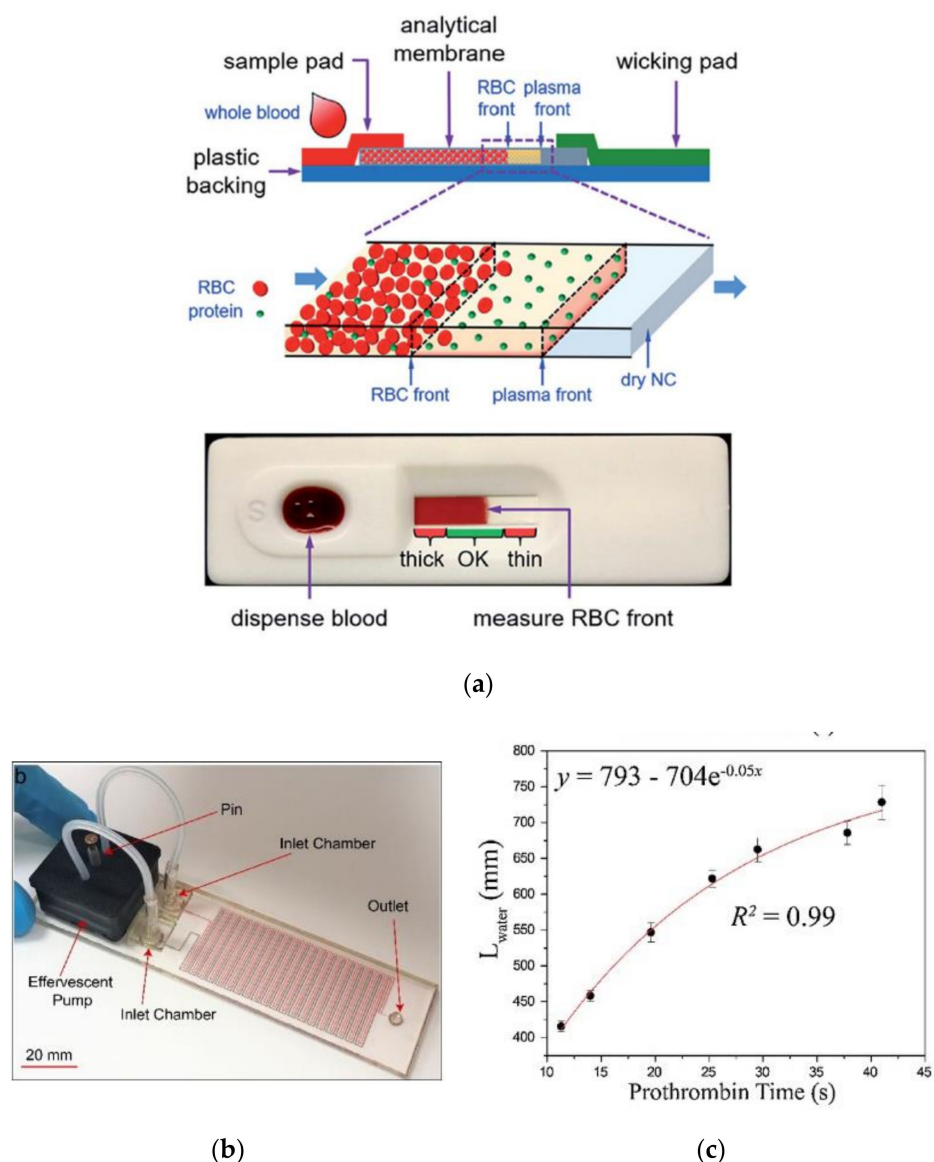 analytical
membrane
sample pad
wicking pad
RBC plasma
front front
whole blood
plastic
backing
RBC
protein
RBC front
plasma front
dry NC
S
thick OK thin
dispense blood
measure RBC front
(a)
b
Pin
Inlet Chamber
Outlet
Effervescent
Pump
Inlet Chamber
20 mm
(b)
800
750
700
650
600
550
500
450
400
y = 793 - 704e^-0.05x
R² = 0.99
L_water (mm)
10 15 20 25 30 35 40 45
Prothrombin Time (s)
(c)